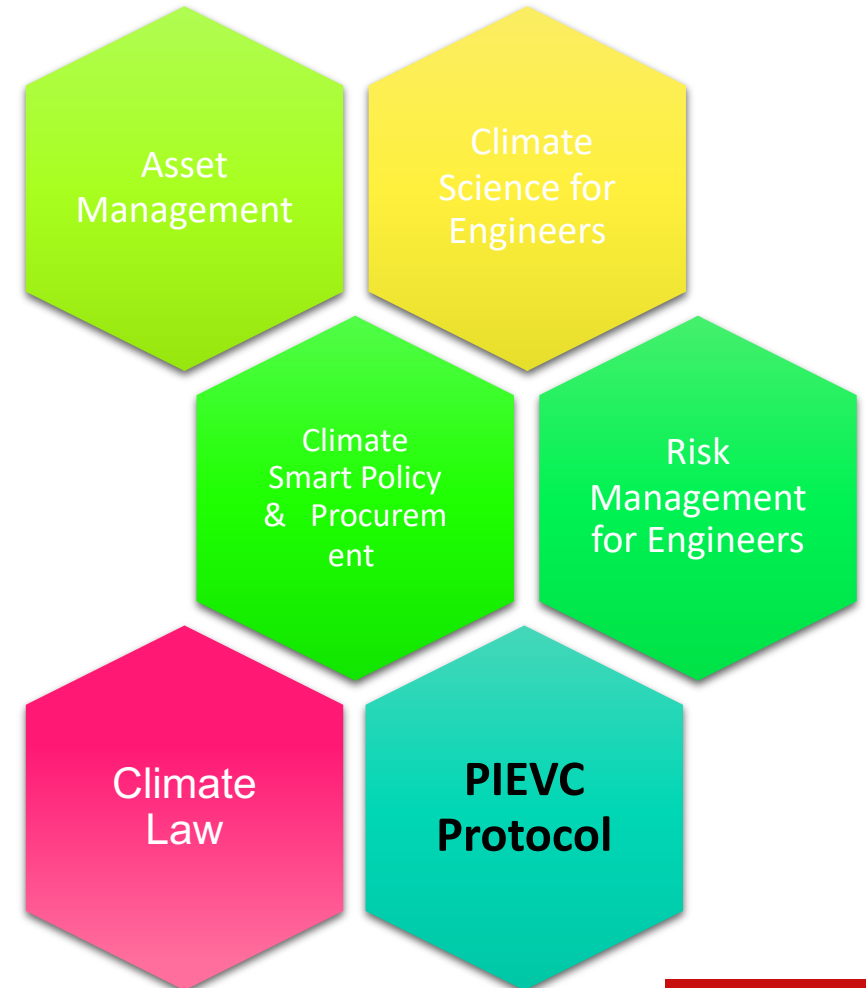 Asset
Management
Climate
Science for
Engineers
Climate
Smart Policy
& Procurem
ent
Risk
Management
for Engineers
Climate
Law
PIEVC
Protocol